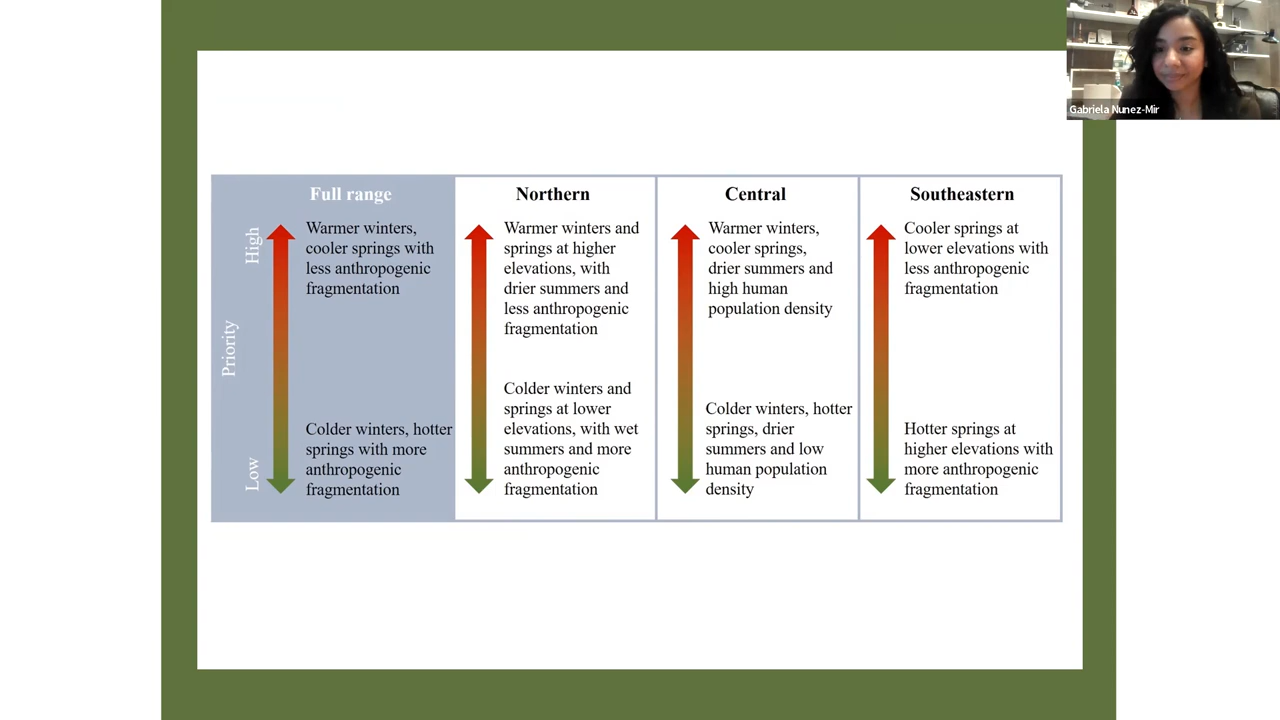 Gabriela Nunez-Mir
Full range
Northern
Central
Southeastern
Priority
High
Low
Warmer winters,
cooler springs with
less anthropogenic
fragmentation
Colder winters, hotter
springs with more
anthropogenic
fragmentation
Warmer winters and
springs at higher
elevations, with
drier summers and
less anthropogenic
fragmentation
Colder winters and
springs at lower
elevations, with wet
summers and more
anthropogenic
fragmentation
Warmer winters,
cooler springs,
drier summers and
high human
population density
Colder winters, hotter
springs, drier
summers and low
human population
density
Cooler springs at
lower elevations with
less anthropogenic
fragmentation
Hotter springs at
higher elevations with
more anthropogenic
fragmentation